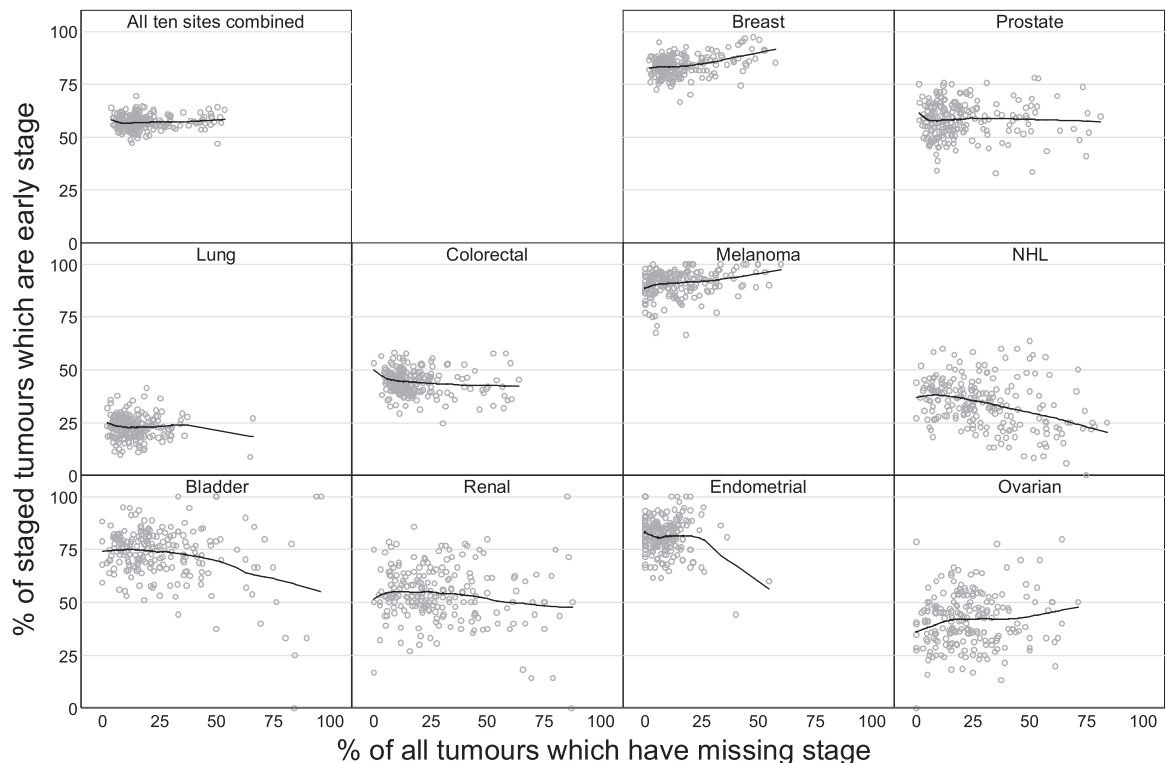 All ten sites combined
Breast
Prostate
100
75
50
25
0
Lung
Colorectal
Melanoma
NHL
100
75
50
25
0
Bladder
Renal
Endometrial
Ovarian
100
75
50
25
0
0 25 50 75 100 0 25 50 75 100 0 25 50 75 100 0 25 50 75 100
% of all tumours which have missing stage
% of staged tumours which are early stage